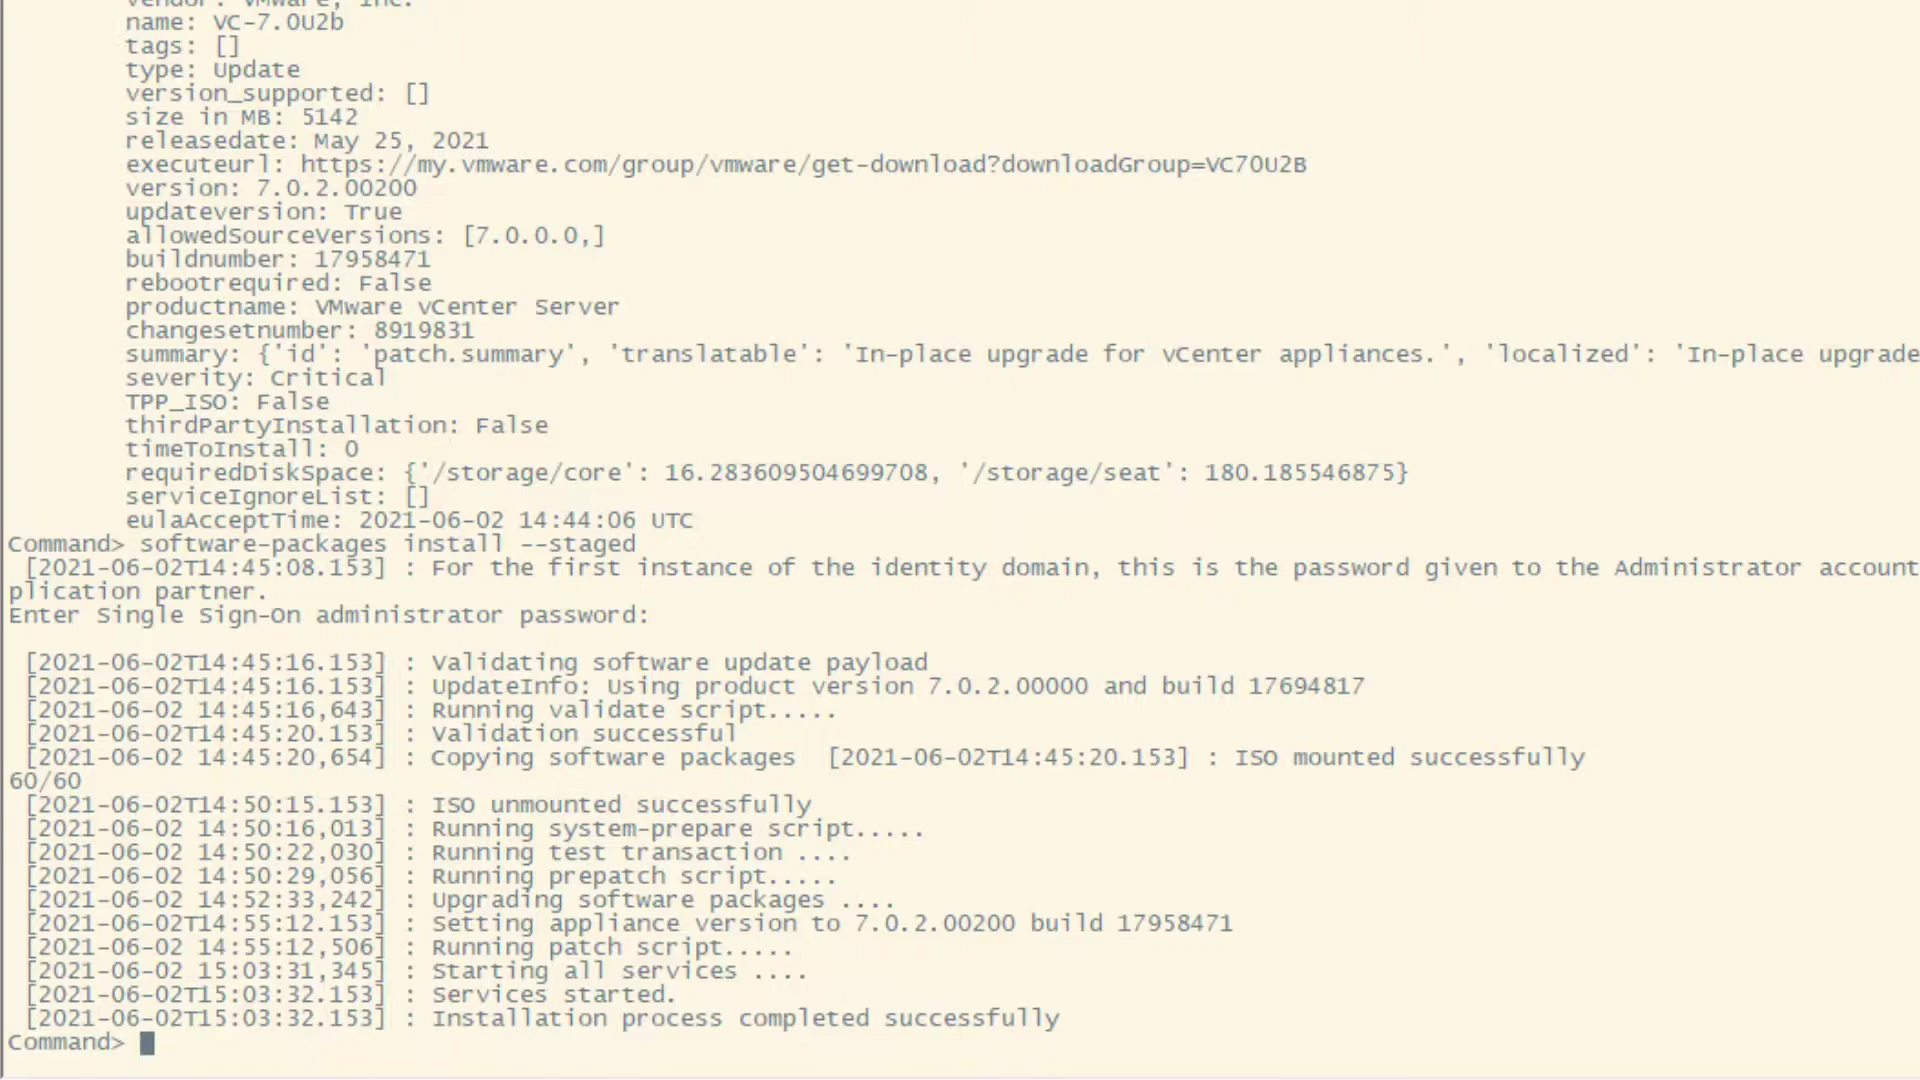 vendor: VMware, Inc.
name: VC-7.0U2b
tags: []
type: Update
version_supported: []
size in MB: 5142
releasedate: May 25, 2021
executeurl: https://my.vmware.com/group/vmware/get-download?downloadGroup=VC70U2B
version: 7.0.2.00200
updateversion: True
allowedSourceVersions: [7.0.0.0,]
buildnumber: 17958471
rebootrequired: False
productname: VMware vCenter Server
changesetnumber: 8919831
summary: {'id': 'patch.summary', 'translatable': 'In-place upgrade for vCenter appliances.', 'localized': 'In-place upgrade
severity: Critical
TPP_ISO: False
thirdPartyInstallation: False
timeToInstall: 0
requiredDiskSpace: {'/storage/core': 16.283609504699708, '/storage/seat': 180.185546875}
serviceIgnoreList: []
eulaAcceptTime: 2021-06-02 14:44:06 UTC
Command> software-packages install --staged
[2021-06-02T14:45:08.153] : For the first instance of the identity domain, this is the password given to the Administrator account
plication partner.
Enter Single Sign-On administrator password:
[2021-06-02T14:45:16.153] : Validating software update payload
[2021-06-02T14:45:16.153] : UpdateInfo: Using product version 7.0.2.00000 and build 17694817
[2021-06-02 14:45:16,643] : Running validate script.....
[2021-06-02T14:45:20.153] : Validation successful
[2021-06-02 14:45:20,654] : Copying software packages  [2021-06-02T14:45:20.153] : ISO mounted successfully
60/60
[2021-06-02T14:50:15.153] : ISO unmounted successfully
[2021-06-02 14:50:16,013] : Running system-prepare script.....
[2021-06-02 14:50:22,030] : Running test transaction ....
[2021-06-02 14:50:29,056] : Running prepatch script.....
[2021-06-02 14:52:33,242] : Upgrading software packages ....
[2021-06-02T14:55:12.153] : Setting appliance version to 7.0.2.00200 build 17958471
[2021-06-02 14:55:12,506] : Running patch script.....
[2021-06-02 15:03:31,345] : Starting all services ....
[2021-06-02T15:03:32.153] : Services started.
[2021-06-02T15:03:32.153] : Installation process completed successfully
Command>